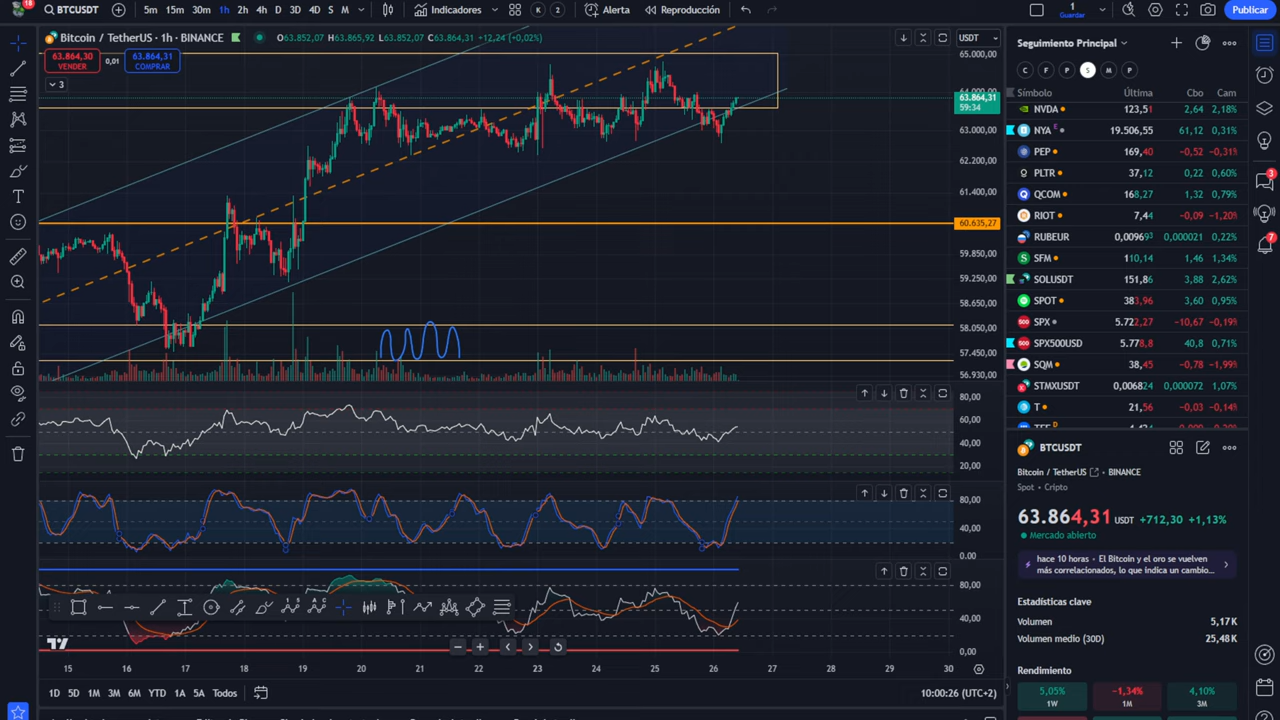 18
BTCUSDT
5m 15m 30m 1h 2h 4h D 3D 4D S M
Indicadores
K 2
Alerta
Reproducción
1
Guardar
Publicar
Bitcoin / TetherUS · 1h · BINANCE
O63.852,07 H63.865,92 L63.852,07 C63.864,31 +12,24 (+0,02%)
63.864,30
VENDER
0,01
63.864,31
COMPRAR
3
USDT
65.000,00
63.864,31
59:34
63.000,00
62.200,00
61.400,00
60.635,27
59.850,00
59.250,00
58.650,00
58.050,00
57.450,00
56.930,00
80,00
60,00
40,00
20,00
80,00
40,00
0.00
80,00
40,00
0,00
15 16 17 18 19 20 21 22 23 24 25 26 27 28 29 30
1D 5D 1M 3M 6M YTD 1A 5A Todos
10:00:26 (UTC+2)
Seguimiento Principal
C F P S M P
Símbolo Última Cbo Cam
NVDA 123,51 2,64 2,18%
NYA E 19.506,55 61,12 0,31%
PEP 169,40 −0,52 −0,31%
PLTR 37,12 0,22 0,60%
QCOM 168,27 1,32 0,79%
RIOT 7,44 −0,09 −1,20%
RUBEUR 0,009693 0,000021 0,22%
SFM 110,14 1,46 1,34%
SOLUSDT 151,86 3,88 2,62%
SPOT 383,96 3,60 0,95%
SPX 5.722,27 −10,67 −0,19%
SPX500USD 5.778,8 40,8 0,71%
SQM 38,45 −0,78 −1,99%
STMXUSDT 0,006824 0,000072 1,07%
T 21,56 −0,03 −0,14%
3
7
BTCUSDT
Bitcoin / TetherUS • BINANCE
Spot • Cripto
63.864,31 USDT +712,30 +1,13%
Mercado abierto
hace 10 horas • El Bitcoin y el oro se vuelven
más correlacionados, lo que indica un cambio...
Estadísticas clave
Volumen 5,17K
Volumen medio (30D) 25,48K
Rendimiento
5,05% −1,34% 4,10%
1W 1M 3M